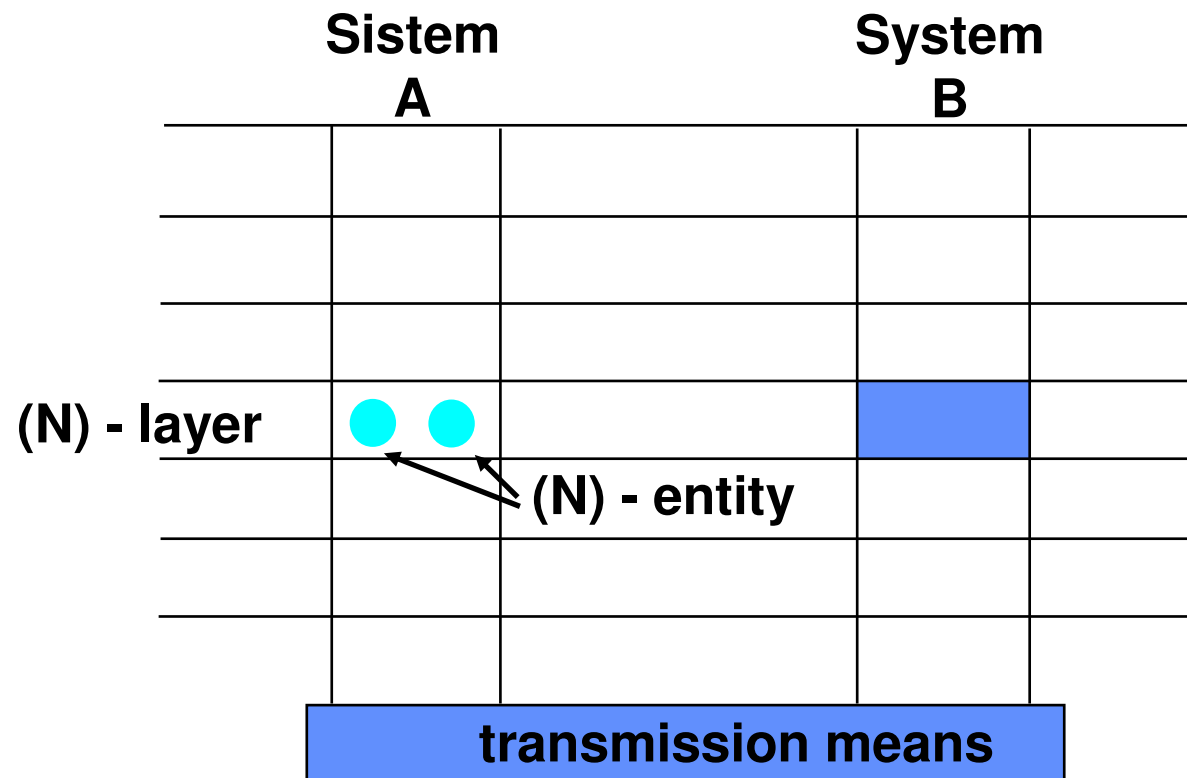 Sistem
A
System
B
(N) - layer
(N) - entity
transmission means